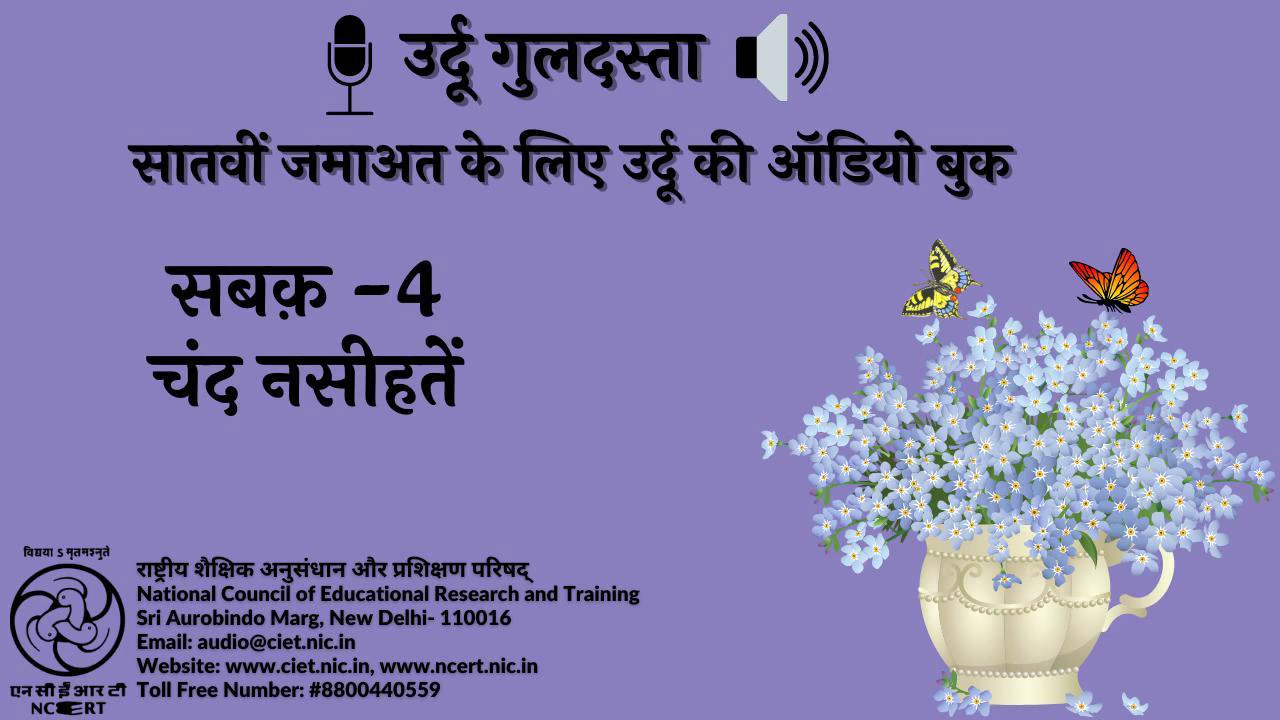 उर्दू गुलदस्ता
सातवीं जमाअत के लिए उर्दू की ऑडियो बुक
सबक़ -4
चंद नसीहतें
विद्यया ऽ मृतमश्नुते
एन सी ई आर टी
NCERT
राष्ट्रीय शैक्षिक अनुसंधान और प्रशिक्षण परिषद्
National Council of Educational Research and Training
Sri Aurobindo Marg, New Delhi- 110016
Email: audio@ciet.nic.in
Website: www.ciet.nic.in, www.ncert.nic.in
Toll Free Number: #8800440559